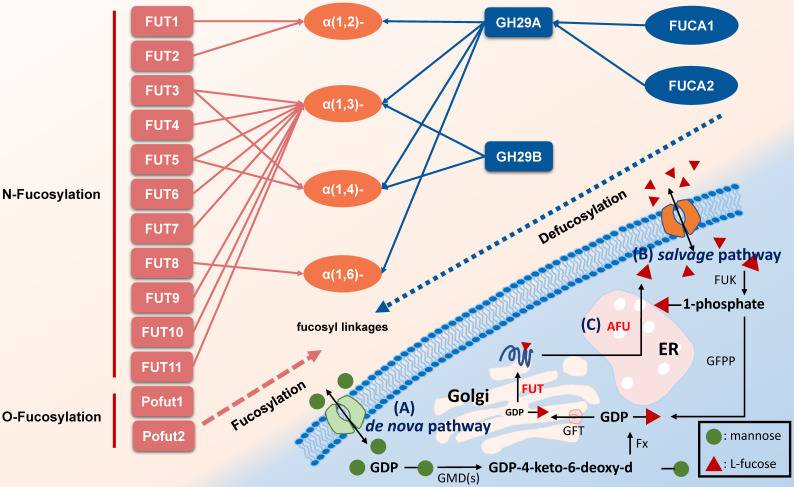 FUT1
FUT2
FUT3
FUT4
FUT5
FUT6
FUT7
FUT8
FUT9
FUT10
FUT11
Pofut1
Pofut2
N-Fucosylation
O-Fucosylation
α(1,2)-
α(1,3)-
α(1,4)-
α(1,6)-
fucosyl linkages
GH29A
GH29B
FUCA1
FUCA2
Defucosylation
Fucosylation
(A)
de nova pathway
(B) salvage pathway
FUK
1-phosphate
GFPP
(C) AFU
ER
Golgi
FUT
GDP
GFT
GDP
Fx
GDP
GMD(s)
GDP-4-keto-6-deoxy-d
: mannose
: L-fucose